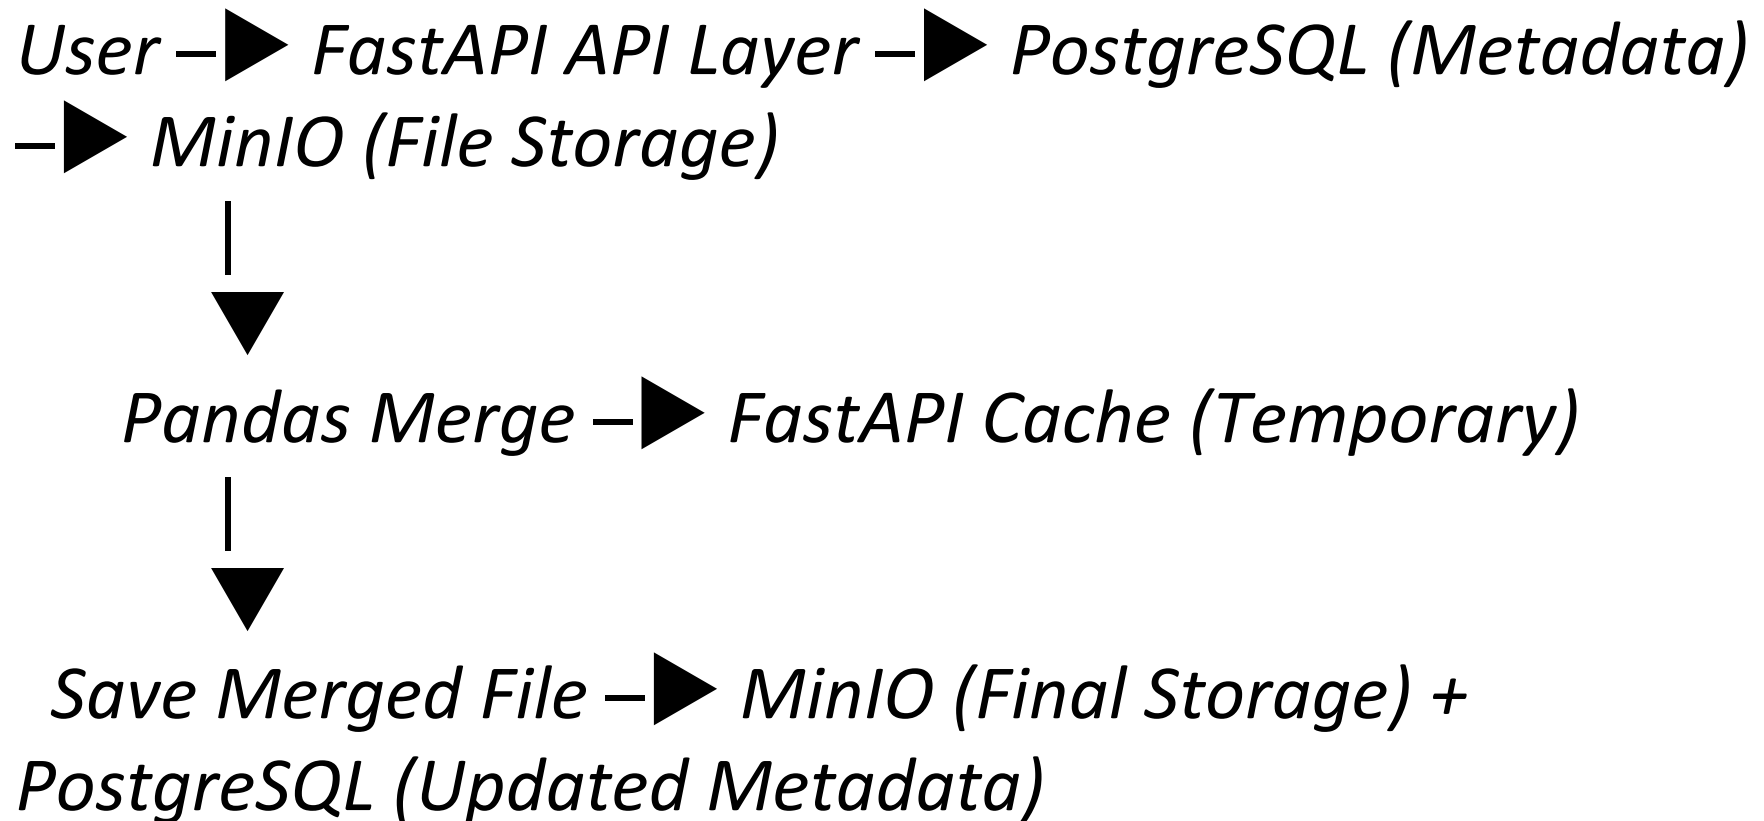 User –▶ FastAPI API Layer –▶ PostgreSQL (Metadata)
–▶ MinIO (File Storage)
|
▼
Pandas Merge –▶ FastAPI Cache (Temporary)
|
▼
Save Merged File –▶ MinIO (Final Storage) +
PostgreSQL (Updated Metadata)